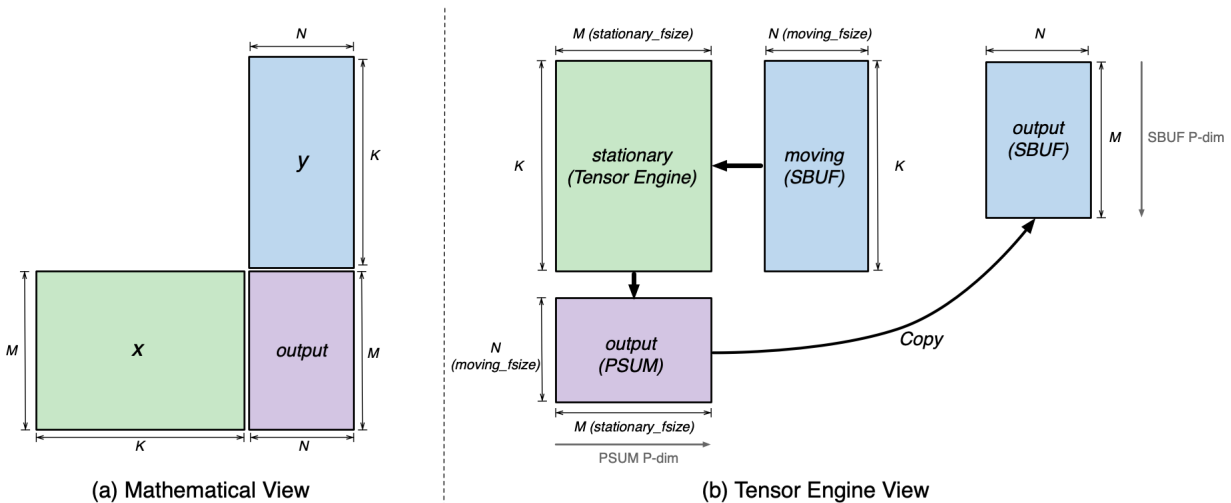 N
y
K
M
x
output
M
K
N
(a) Mathematical View
M (stationary_fsize)
N (moving_fsize)
N
K
stationary
(Tensor Engine)
moving
(SBUF)
K
output
(SBUF)
M
SBUF P-dim
N
(moving_fsize)
output
(PSUM)
Copy
M (stationary_fsize)
PSUM P-dim
(b) Tensor Engine View